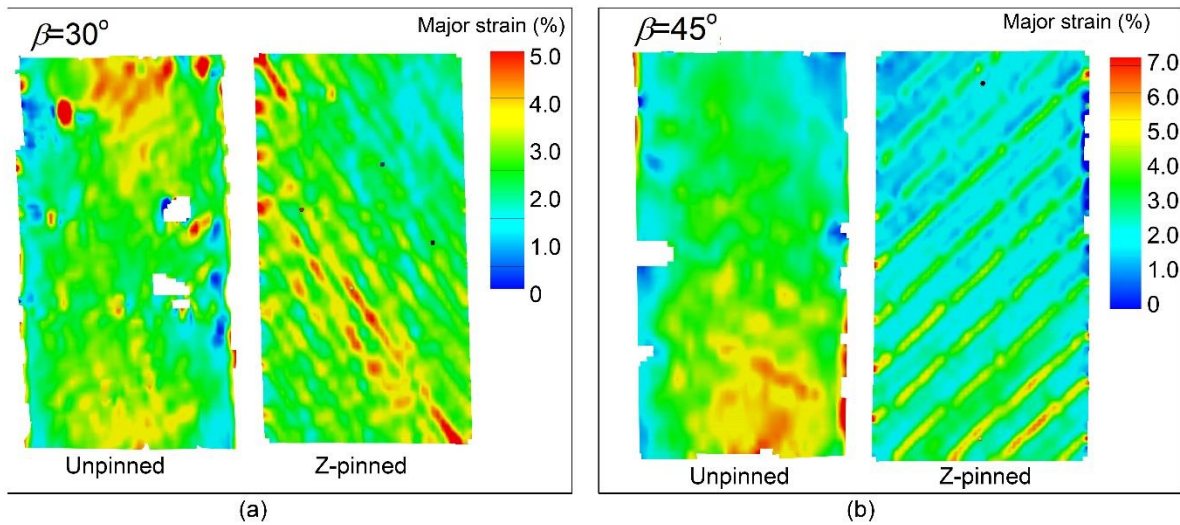 β=30°
Major strain (%)
5.0
4.0
3.0
2.0
1.0
0
Unpinned
Z-pinned
(a)
β=45°
Major strain (%)
7.0
6.0
5.0
4.0
3.0
2.0
1.0
0
Unpinned
Z-pinned
(b)